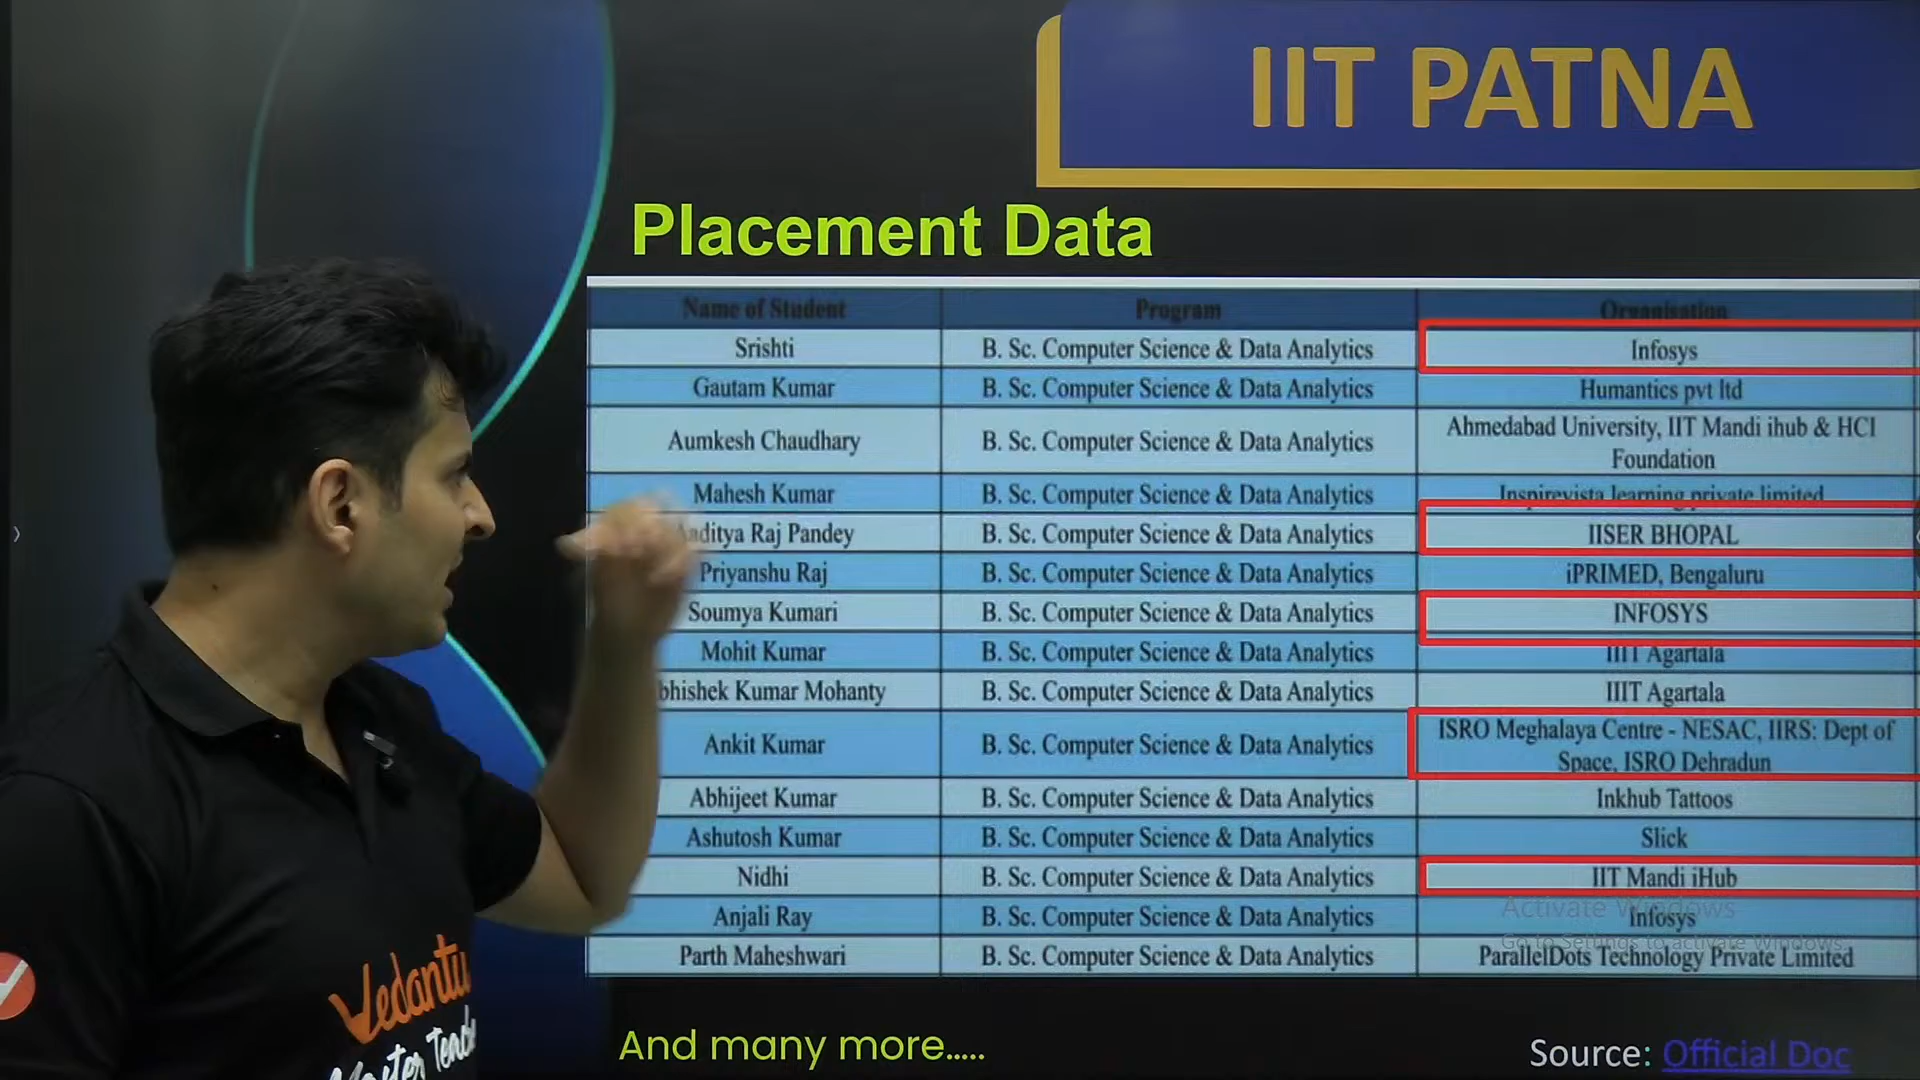 IIT PATNA
Placement Data
Name of Student Program Organisation
Srishti B. Sc. Computer Science & Data Analytics Infosys
Gautam Kumar B. Sc. Computer Science & Data Analytics Humantics pvt ltd
Aumkesh Chaudhary B. Sc. Computer Science & Data Analytics Ahmedabad University, IIT Mandi ihub & HCI
Foundation
Mahesh Kumar B. Sc. Computer Science & Data Analytics Inspirevista learning private limited
Aaditya Raj Pandey B. Sc. Computer Science & Data Analytics IISER BHOPAL
Priyanshu Raj B. Sc. Computer Science & Data Analytics iPRIMED, Bengaluru
Soumya Kumari B. Sc. Computer Science & Data Analytics INFOSYS
Mohit Kumar B. Sc. Computer Science & Data Analytics IIIT Agartala
bhishek Kumar Mohanty B. Sc. Computer Science & Data Analytics IIIT Agartala
Ankit Kumar B. Sc. Computer Science & Data Analytics ISRO Meghalaya Centre - NESAC, IIRS: Dept of
Space, ISRO Dehradun
Abhijeet Kumar B. Sc. Computer Science & Data Analytics Inkhub Tattoos
Ashutosh Kumar B. Sc. Computer Science & Data Analytics Slick
Nidhi B. Sc. Computer Science & Data Analytics IIT Mandi iHub
Anjali Ray B. Sc. Computer Science & Data Analytics Infosys
Parth Maheshwari B. Sc. Computer Science & Data Analytics ParallelDots Technology Private Limited
Activate Windows
Go to Settings to activate Windows.
And many more.....
Source: Official Doc
Vedantu
Master Teach